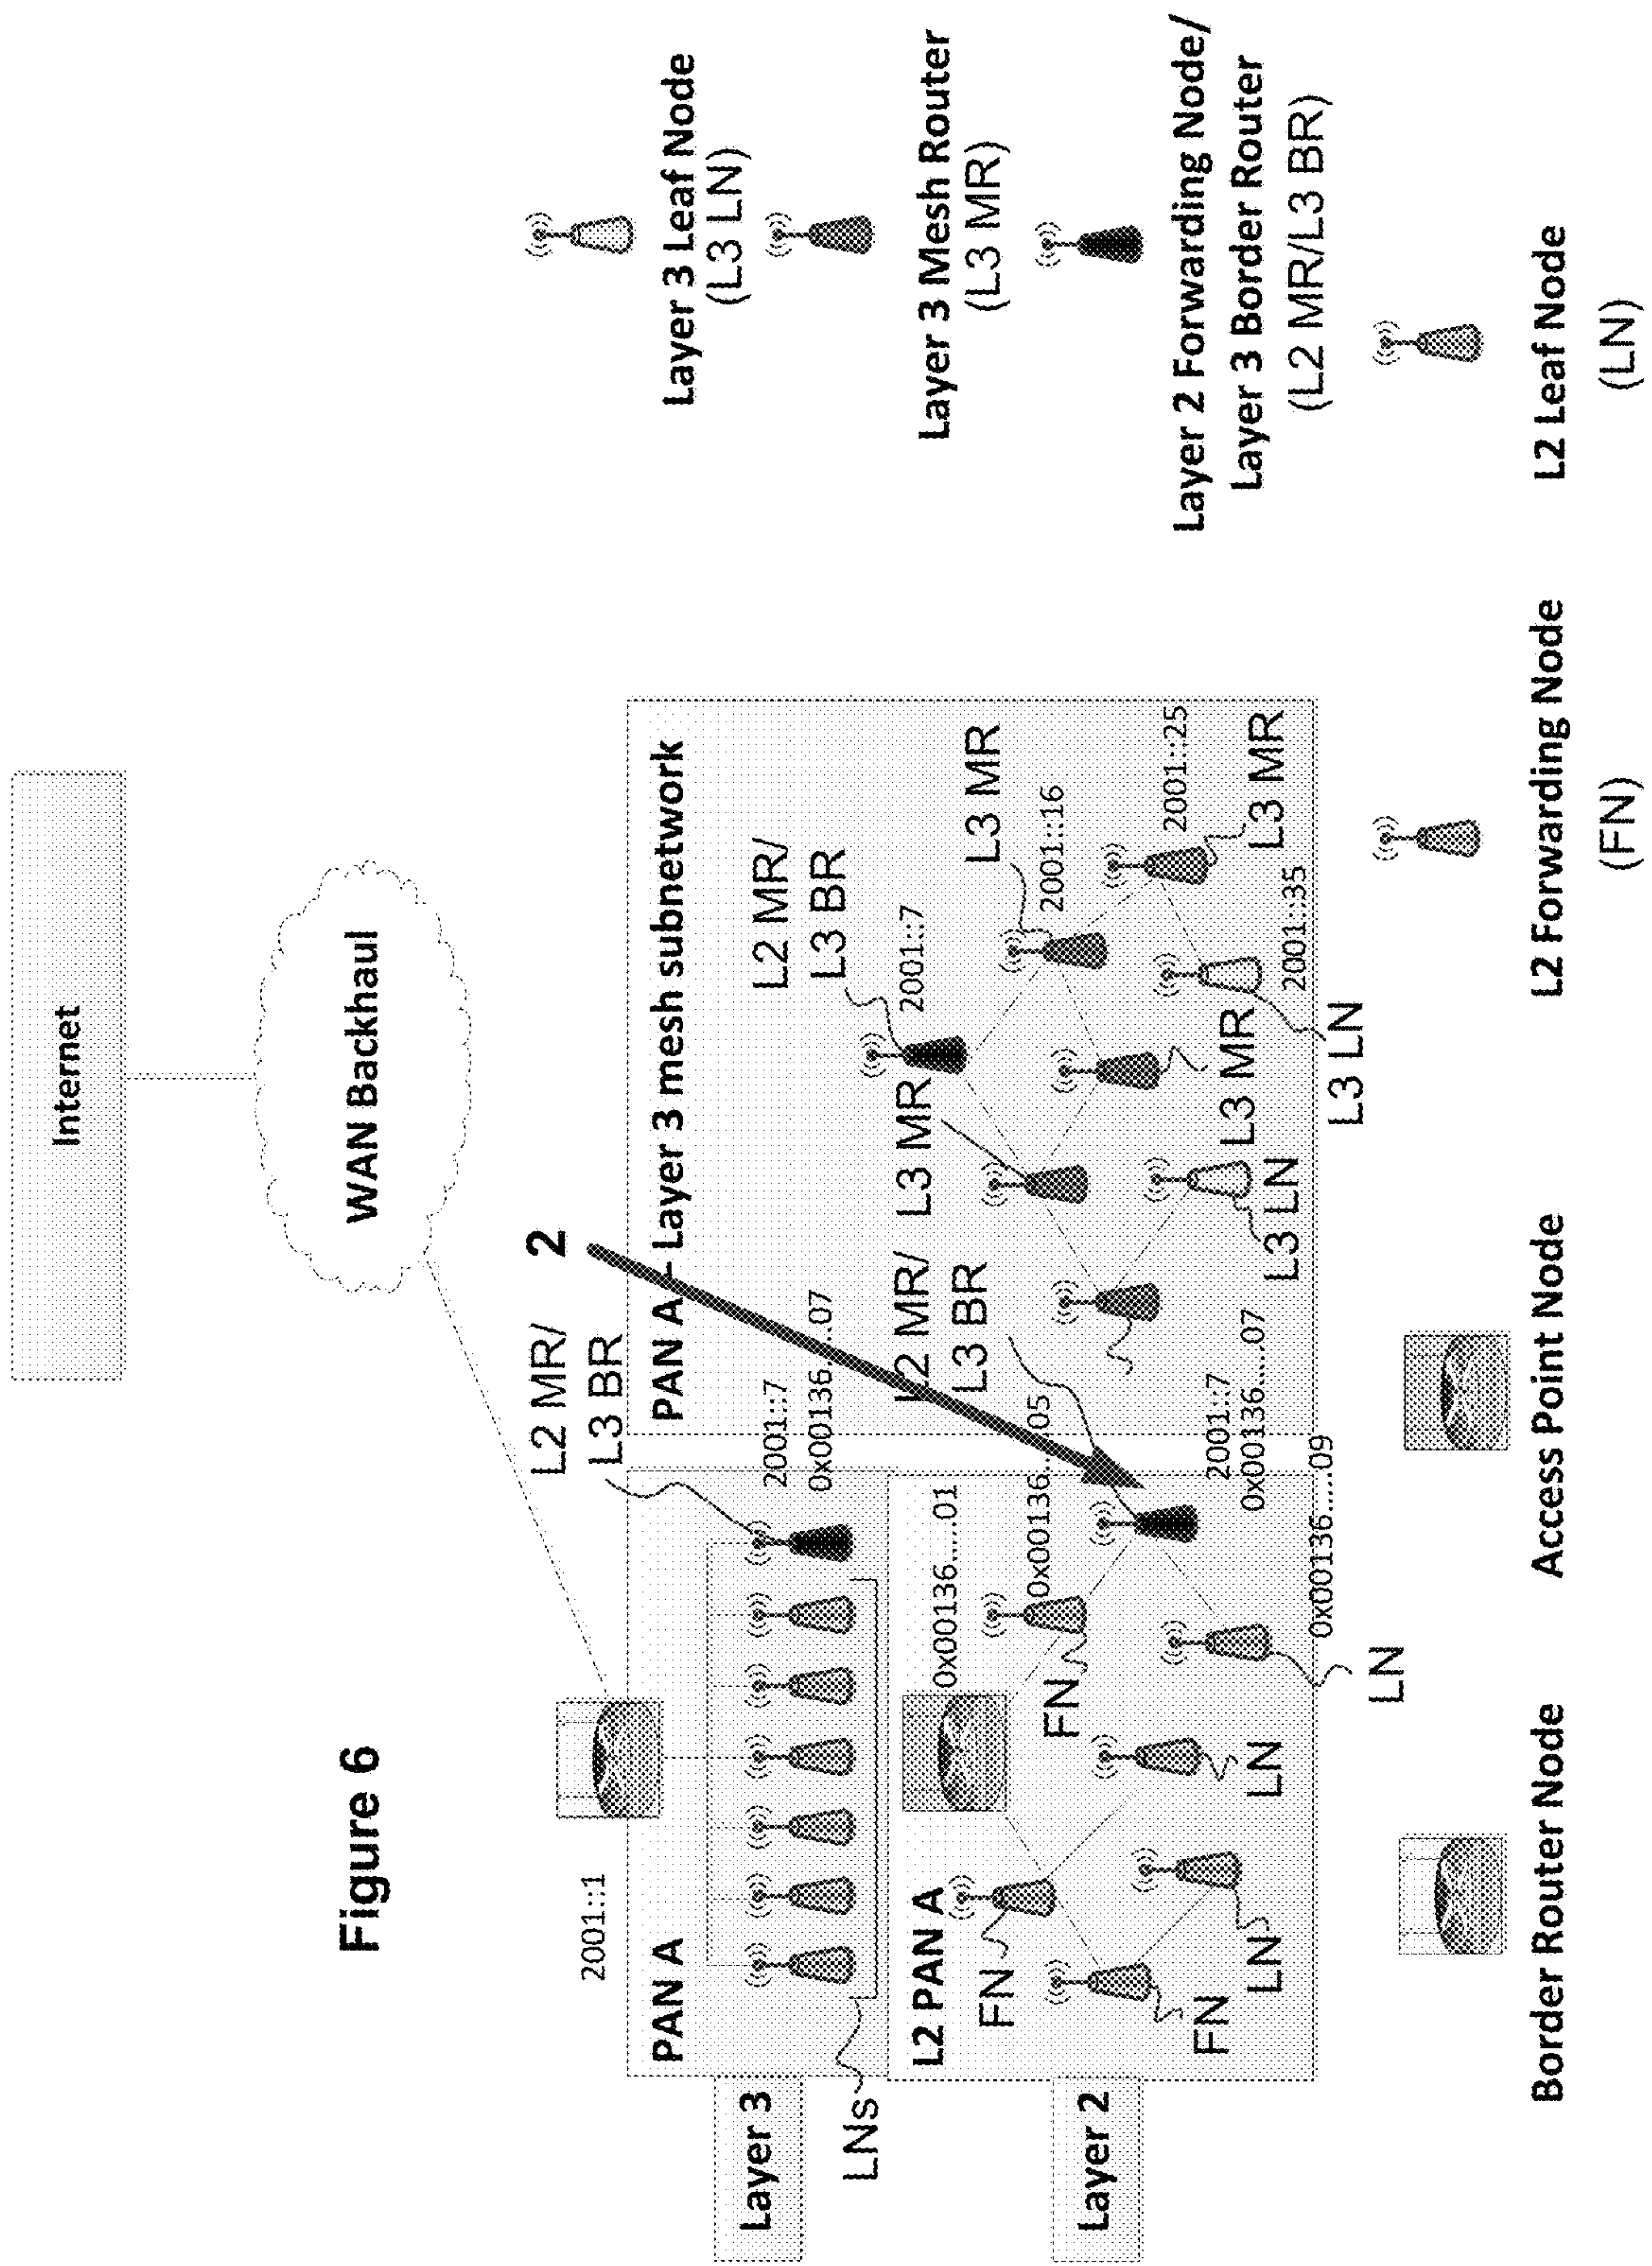 Figure 6
Internet
WAN Backhaul
2001::1
L2 MR/
L3 BR
2
PAN A
2001::7
0x00136.....07
Layer 3
LNs
PAN A - Layer 3 mesh subnetwork
L2 MR/
L3 BR
2001::7
L3 MR
L3 MR
2001::16
2001::25
L3 MR
L3 MR
2001::35
L3 LN
L3 LN
L2 PAN A
0x00136.....01
L2 MR/
L3 BR
0x00136.....05
FN
FN
FN
LN
LN
LN
2001::7
0x00136.....07
0x00136.....09
Layer 2
Border Router Node
Access Point Node
L2 Forwarding Node
(FN)
L2 Leaf Node
(LN)
Layer 3 Leaf Node
(L3 LN)
Layer 3 Mesh Router
(L3 MR)
Layer 2 Forwarding Node/
Layer 3 Border Router
(L2 MR/L3 BR)